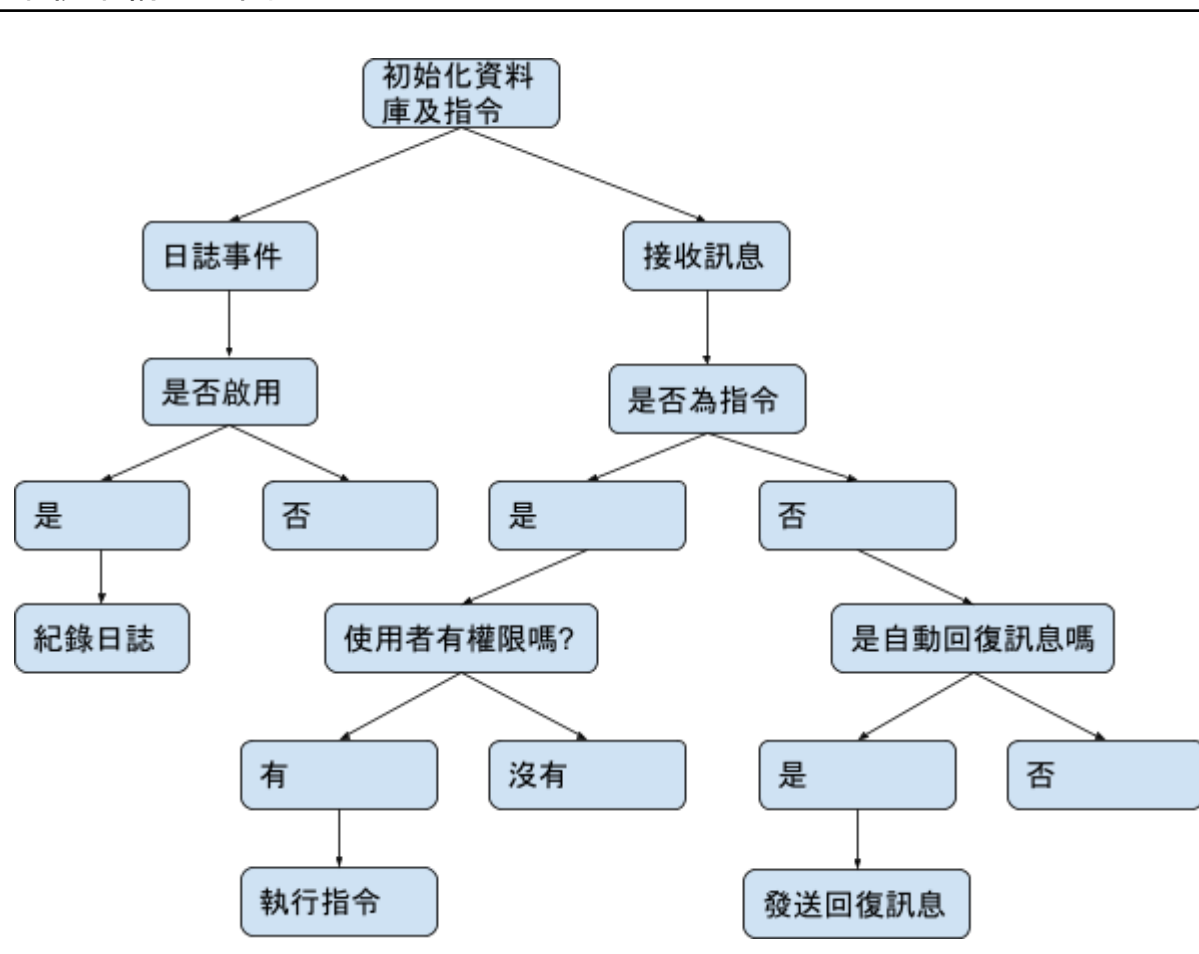 初始化資料
庫及指令
日誌事件
接收訊息
是否啟用
是否為指令
是
否
是
否
紀錄日誌
使用者有權限嗎?
是自動回復訊息嗎
有
沒有
是
否
執行指令
發送回復訊息